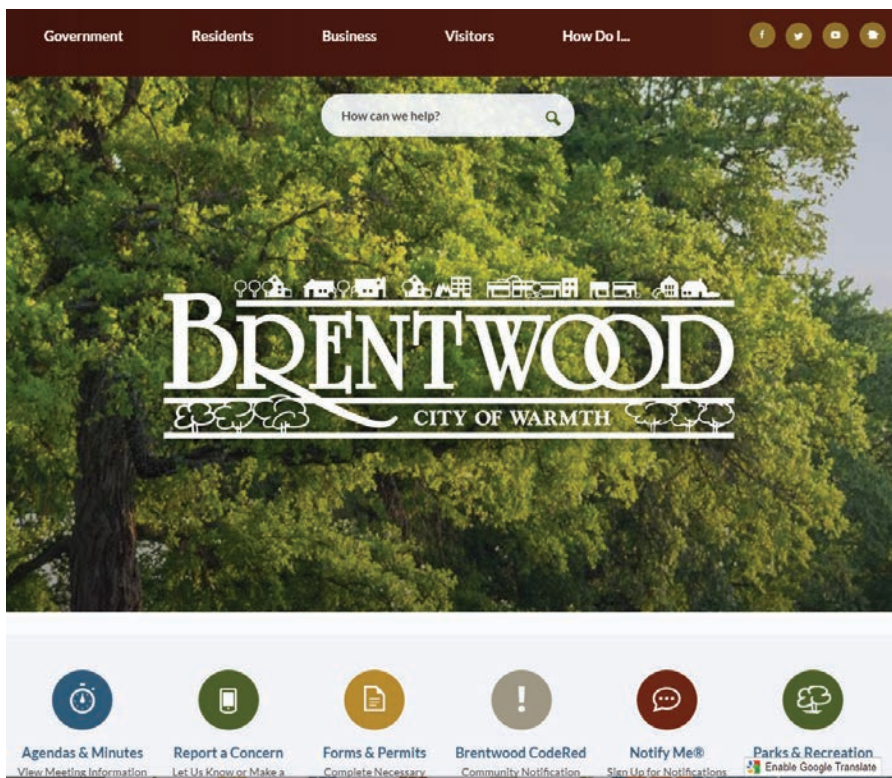 Government Residents Business Visitors How Do I...
How can we help?
BRENTWOOD
CITY OF WARMTH
Agendas & Minutes Report a Concern Forms & Permits Brentwood CodeRed Notify Me® Parks & Recreation
View Meeting Information Let Us Know or Make a Complete Necessary Community Notification Sign Up for Notifications
Enable Google Translate